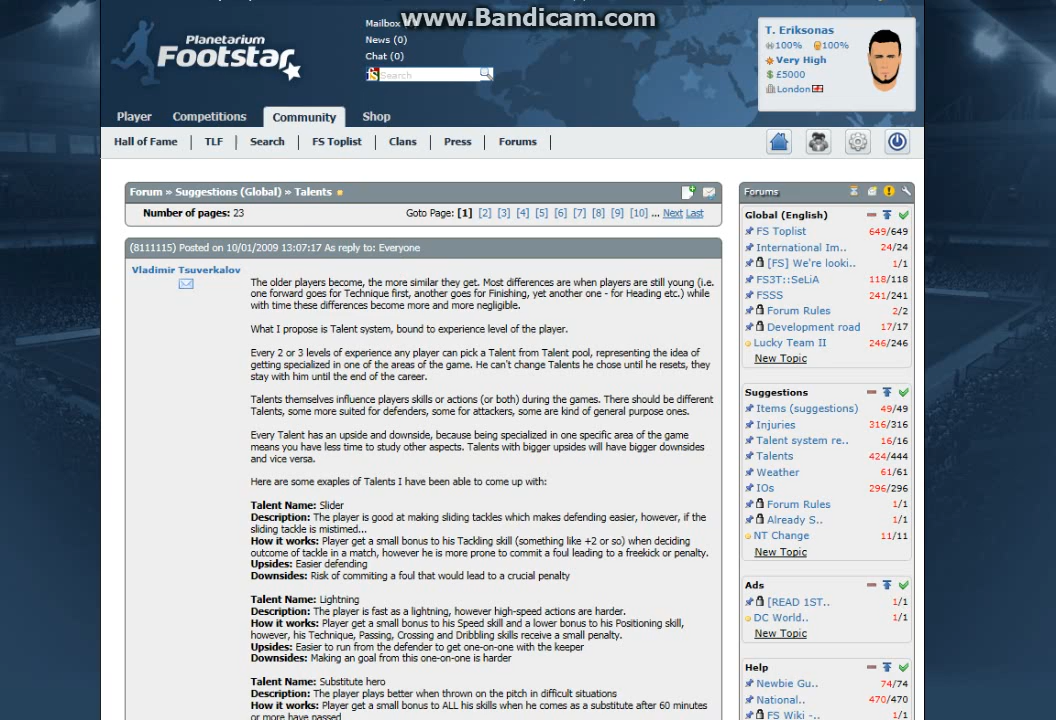 www.Bandicam.com
Planetarium
Footstar
Mailbox
News (0)
Chat (0)
fs Search
T. Eriksonas
100% 100%
Very High
$ £5000
London
Player Competitions Community Shop
Hall of Fame TLF Search FS Toplist Clans Press Forums
Forum » Suggestions (Global) » Talents
Number of pages: 23 Goto Page: [1] [2] [3] [4] [5] [6] [7] [8] [9] [10] ... Next Last
(8111115) Posted on 10/01/2009 13:07:17 As reply to: Everyone
Vladimir Tsuverkalov
The older players become, the more similar they get. Most differences are when players are still young (i.e.
one forward goes for Technique first, another goes for Finishing, yet another one - for Heading etc.) while
with time these differences become more and more negligible.
What I propose is Talent system, bound to experience level of the player.
Every 2 or 3 levels of experience any player can pick a Talent from Talent pool, representing the idea of
getting specialized in one of the areas of the game. He can't change Talents he chose until he resets, they
stay with him until the end of the career.
Talents themselves influence players skills or actions (or both) during the games. There should be different
Talents, some more suited for defenders, some for attackers, some are kind of general purpose ones.
Every Talent has an upside and downside, because being specialized in one specific area of the game
means you have less time to study other aspects. Talents with bigger upsides will have bigger downsides
and vice versa.
Here are some exaples of Talents I have been able to come up with:
Talent Name: Slider
Description: The player is good at making sliding tackles which makes defending easier, however, if the
sliding tackle is mistimed...
How it works: Player get a small bonus to his Tackling skill (something like +2 or so) when deciding
outcome of tackle in a match, however he is more prone to commit a foul leading to a freekick or penalty.
Upsides: Easier defending
Downsides: Risk of commiting a foul that would lead to a crucial penalty
Talent Name: Lightning
Description: The player is fast as a lightning, however high-speed actions are harder.
How it works: Player get a small bonus to his Speed skill and a lower bonus to his Positioning skill,
however, his Technique, Passing, Crossing and Dribbling skills receive a small penalty.
Upsides: Easier to run from the defender to get one-on-one with the keeper
Downsides: Making an goal from this one-on-one is harder
Talent Name: Substitute hero
Description: The player plays better when thrown on the pitch in difficult situations
How it works: Player get a small bonus to ALL his skills when he comes as a substitute after 60 minutes
or more have passed
Forums
Global (English)
FS Toplist 649/649
International Im.. 24/24
[FS] We're looki.. 1/1
FS3T::SeLiA 118/118
FSSS 241/241
Forum Rules 2/2
Development road 17/17
Lucky Team II 246/246
New Topic
Suggestions
Items (suggestions) 49/49
Injuries 316/316
Talent system re.. 16/16
Talents 424/444
Weather 61/61
IOs 296/296
Forum Rules 1/1
Already S.. 1/1
NT Change 11/11
New Topic
Ads
[READ 1ST.. 1/1
DC World.. 1/1
New Topic
Help
Newbie Gu.. 74/74
National.. 470/470
FS Wiki -.. 1/1